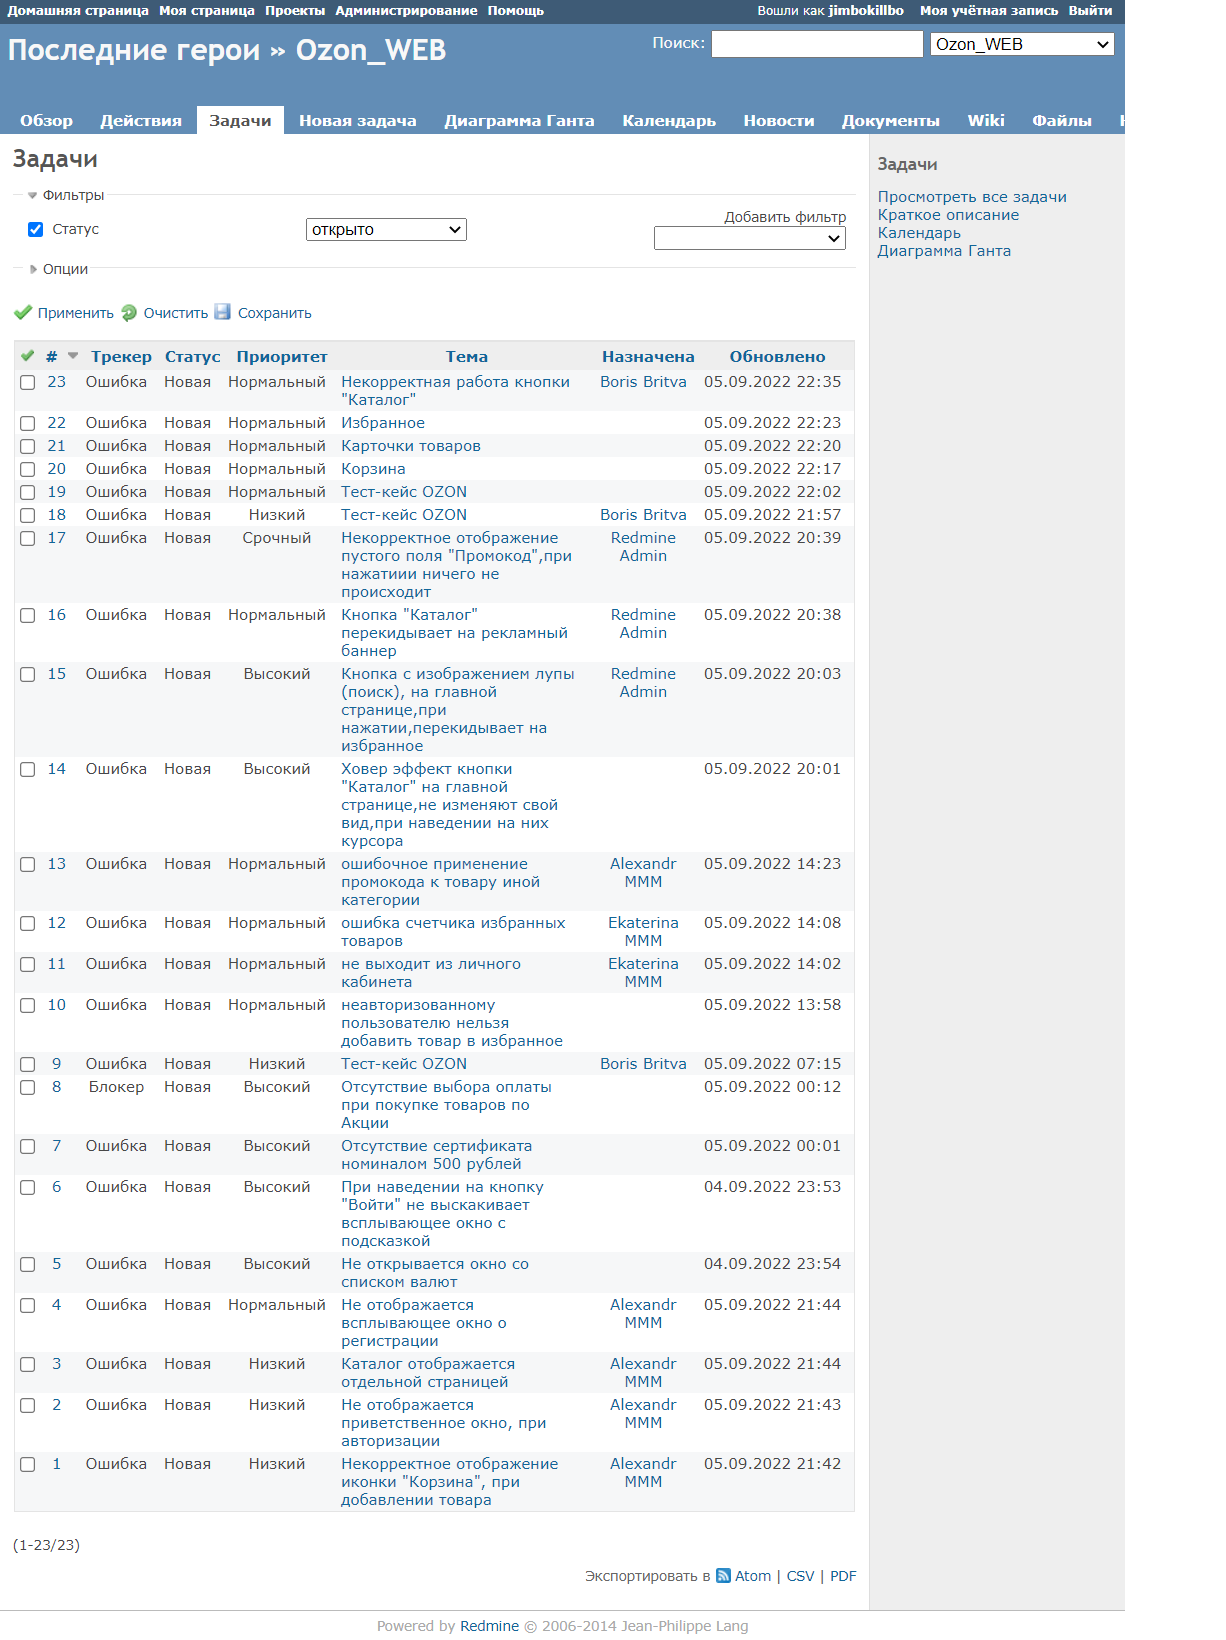 Домашняя страница Моя страница Проекты Администрирование Помощь Вошли как jimbokillbo Моя учётная запись Выйти
Последние герои » Ozon_WEB Поиск: Ozon_WEB
Обзор Действия Задачи Новая задача Диаграмма Ганта Календарь Новости Документы Wiki Файлы
Задачи
Фильтры
Статус открыто Добавить фильтр
Опции
Применить Очистить Сохранить
# Трекер Статус Приоритет Тема Назначена Обновлено
23 Ошибка Новая Нормальный Некорректная работа кнопки Boris Britva 05.09.2022 22:35
"Каталог"
22 Ошибка Новая Нормальный Избранное 05.09.2022 22:23
21 Ошибка Новая Нормальный Карточки товаров 05.09.2022 22:20
20 Ошибка Новая Нормальный Корзина 05.09.2022 22:17
19 Ошибка Новая Нормальный Тест-кейс OZON 05.09.2022 22:02
18 Ошибка Новая Низкий Тест-кейс OZON Boris Britva 05.09.2022 21:57
17 Ошибка Новая Срочный Некорректное отображение Redmine 05.09.2022 20:39
пустого поля "Промокод",при Admin
нажатиии ничего не
происходит
16 Ошибка Новая Нормальный Кнопка "Каталог" Redmine 05.09.2022 20:38
перекидывает на рекламный Admin
баннер
15 Ошибка Новая Высокий Кнопка с изображением лупы Redmine 05.09.2022 20:03
(поиск), на главной Admin
странице,при
нажатии,перекидывает на
избранное
14 Ошибка Новая Высокий Ховер эффект кнопки 05.09.2022 20:01
"Каталог" на главной
странице,не изменяют свой
вид,при наведении на них
курсора
13 Ошибка Новая Нормальный ошибочное применение Alexandr 05.09.2022 14:23
промокода к товару иной MMM
категории
12 Ошибка Новая Нормальный ошибка счетчика избранных Ekaterina 05.09.2022 14:08
товаров MMM
11 Ошибка Новая Нормальный не выходит из личного Ekaterina 05.09.2022 14:02
кабинета MMM
10 Ошибка Новая Нормальный неавторизованному 05.09.2022 13:58
пользователю нельзя
добавить товар в избранное
9 Ошибка Новая Низкий Тест-кейс OZON Boris Britva 05.09.2022 07:15
8 Блокер Новая Высокий Отсутствие выбора оплаты 05.09.2022 00:12
при покупке товаров по
Акции
7 Ошибка Новая Высокий Отсутствие сертификата 05.09.2022 00:01
номиналом 500 рублей
6 Ошибка Новая Высокий При наведении на кнопку 04.09.2022 23:53
"Войти" не выскакивает
всплывающее окно с
подсказкой
5 Ошибка Новая Высокий Не открывается окно со 04.09.2022 23:54
списком валют
4 Ошибка Новая Нормальный Не отображается Alexandr 05.09.2022 21:44
всплывающее окно о MMM
регистрации
3 Ошибка Новая Низкий Каталог отображается Alexandr 05.09.2022 21:44
отдельной страницей MMM
2 Ошибка Новая Низкий Не отображается Alexandr 05.09.2022 21:43
приветственное окно, при MMM
авторизации
1 Ошибка Новая Низкий Некорректное отображение Alexandr 05.09.2022 21:42
иконки "Корзина", при MMM
добавлении товара
(1-23/23)
Экспортировать в Atom | CSV | PDF
Задачи
Просмотреть все задачи
Краткое описание
Календарь
Диаграмма Ганта
Powered by Redmine © 2006-2014 Jean-Philippe Lang